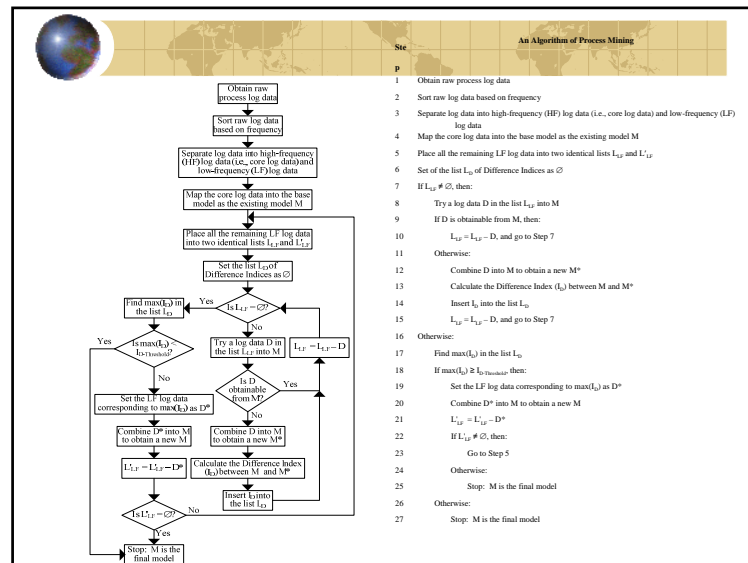 An Algorithm of Process Mining
Ste
p
1 Obtain raw process log data
2 Sort raw log data based on frequency
3 Separate data into high-frequency (HF) log data (i.e., core log data) and low-frequency (LF)
log data
4 Map the core log data into the base model as the existing model M
5 Place all the remaining LF log data into two identical lists L_LF and L'_LF
6 Set of the list L_D of Difference Indices as ∅
7 If L_LF ≠ ∅, then:
8 Try a log data D in the list L_LF into M
9 If D is obtainable from M, then:
10 L_LF = L_LF – D, and go to Step 7
11 Otherwise:
12 Combine D into M to obtain a new M*
13 Calculate the Difference Index (I_D) between M and M*
14 Insert I_D into the list L_D
15 L_LF = L_LF – D, and go to Step 7
16 Otherwise:
17 Find max(I_D) in the list L_D
18 If max(I_D) ≧ I_D-Threshold, then:
19 Set the LF log data corresponding to max(I_D) as D*
20 Combine D* into M to obtain a new M
21 L'_LF = L'_LF – D*
22 If L'_LF ≠ ∅, then:
23 Go to Step 5
24 Otherwise:
25 Stop: M is the final model
26 Otherwise:
27 Stop: M is the final model
Obtain raw
process log data
Sort raw log data
based on frequency
Separate log data into high-frequency
(HF) log data (i.e., core log data) and
low-frequency (LF) log data
Map the core log data into the base
model as the existing model M
Place all the remaining LF log data
into two identical lists L_LF and L'_LF
Set the list L_D of
Difference Indices as ∅
Is L_LF = ∅?
Yes
No
Find max(I_D) in
the list L_D
Is max(I_D) <
I_D-Threshold?
Yes
No
Set the LF log data
corresponding to max(I_D) as D*
Combine D* into M
to obtain a new M
L'_LF = L'_LF – D*
Is L'_LF = ∅?
No
Yes
Stop: M is the
final model
Try a log data D in
the list L_LF into M
L_LF = L_LF – D
Is D
obtainable
from M?
Yes
No
Combine D into M
to obtain a new M*
Calculate the Difference Index
(I_D) between M and M*
Insert I_D into
the list L_D